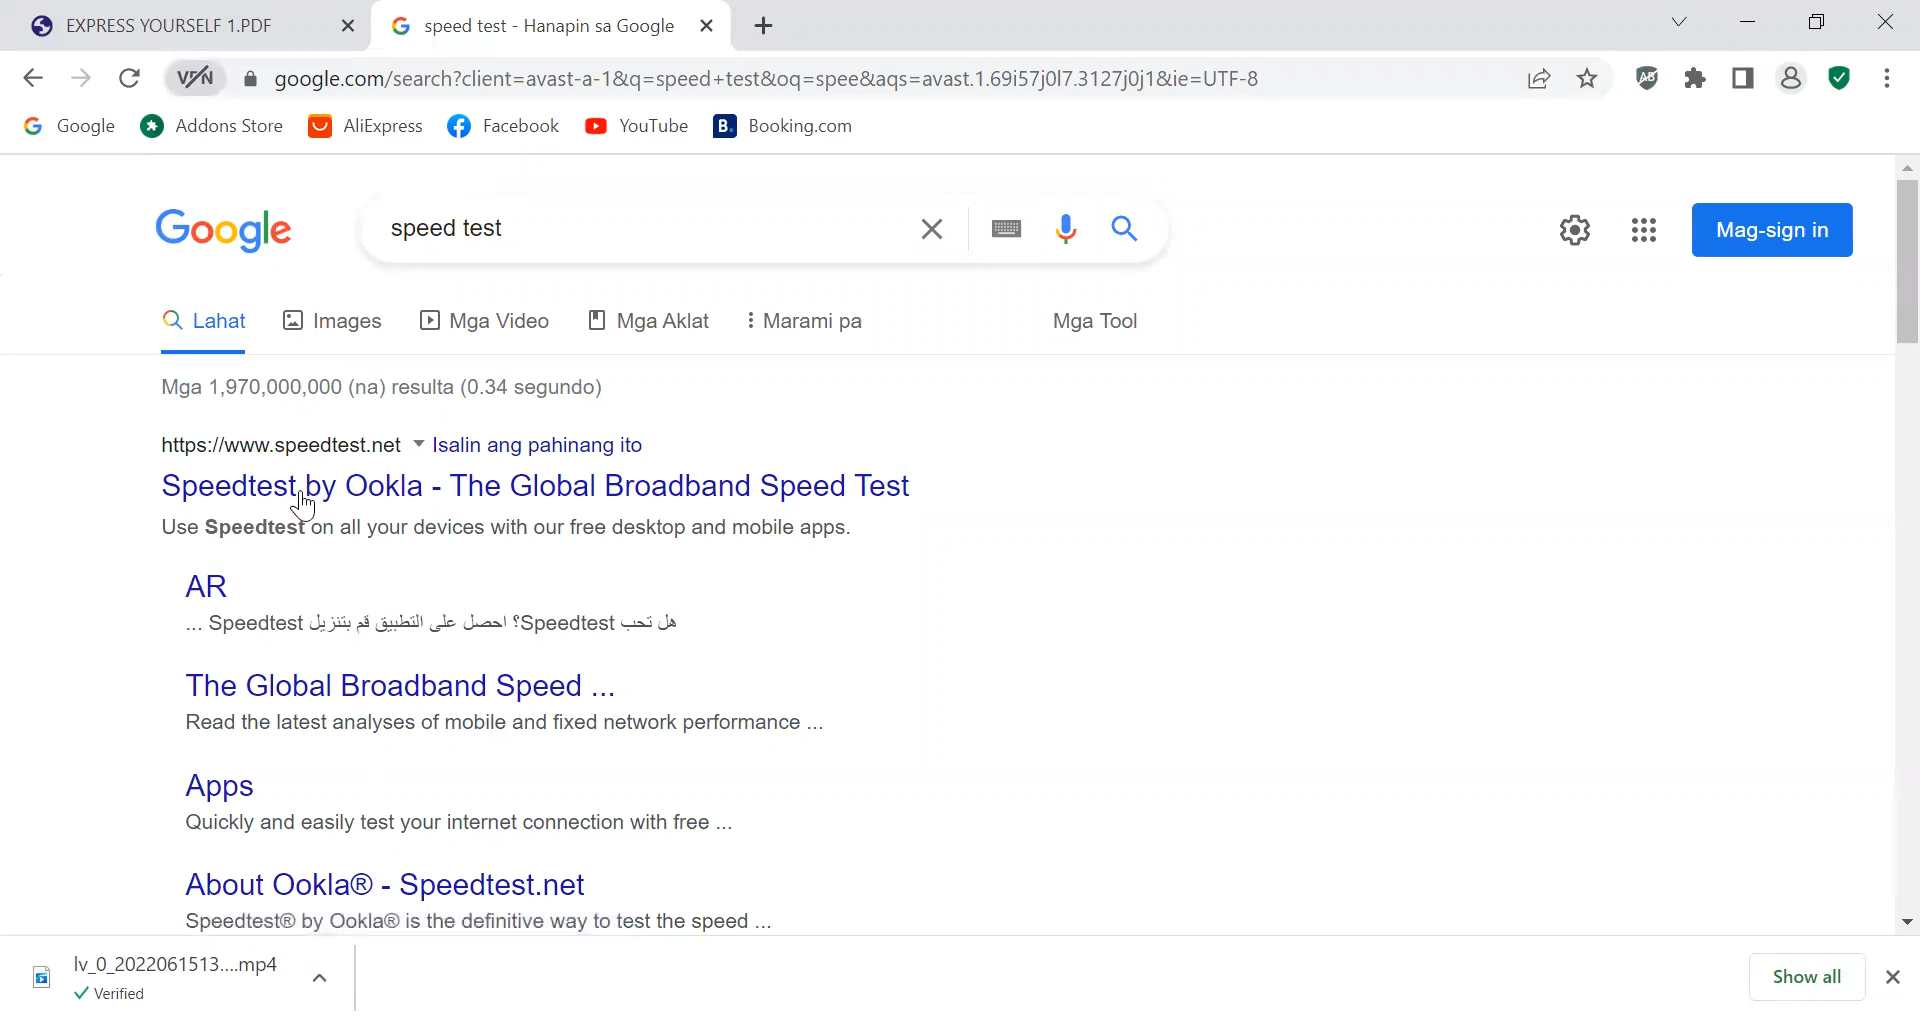 EXPRESS YOURSELF 1.PDF
speed test - Hanapin sa Google
VPN
google.com/search?client=avast-a-1&q=speed+test&oq=spee&aqs=avast.1.69i57j0l7.3127j0j1&ie=UTF-8
Google Addons Store AliExpress Facebook YouTube B. Booking.com
Google
speed test
Mag-sign in
Lahat Images Mga Video Mga Aklat Marami pa Mga Tool
Mga 1,970,000,000 (na) resulta (0.34 segundo)
https://www.speedtest.net Isalin ang pahinang ito
Speedtest by Ookla - The Global Broadband Speed Test
Use Speedtest on all your devices with our free desktop and mobile apps.
AR
هل تحب Speedtest؟ احصل على التطبيق قم بتنزيل Speedtest ...
The Global Broadband Speed ...
Read the latest analyses of mobile and fixed network performance ...
Apps
Quickly and easily test your internet connection with free ...
About Ookla® - Speedtest.net
Speedtest® by Ookla® is the definitive way to test the speed ...
lv_0_2022061513....mp4
Verified
Show all